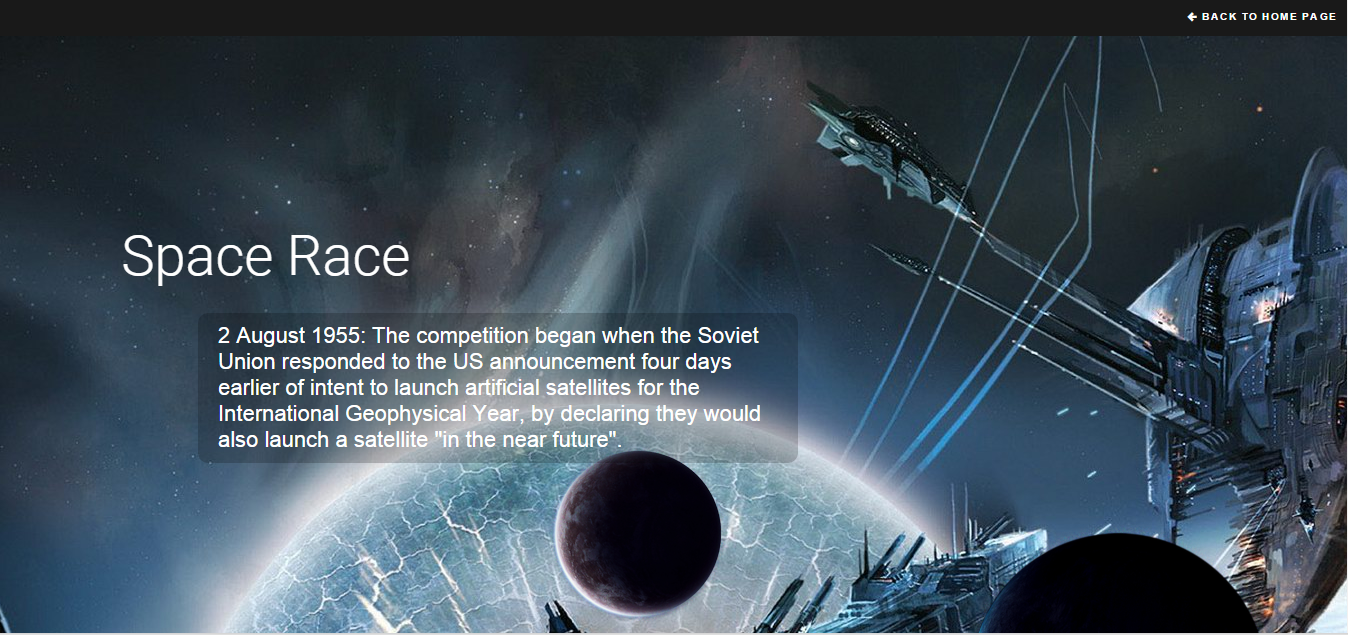 BACK TO HOME PAGE
Space Race
2 August 1955: The competition began when the Soviet
Union responded to the US announcement four days
earlier of intent to launch artificial satellites for the
International Geophysical Year, by declaring they would
also launch a satellite "in the near future".